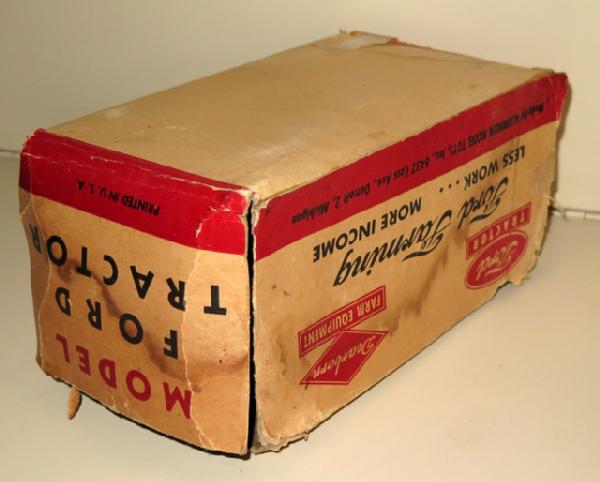 MODEL
FORD
TRACTOR
PRINTED IN U. S. A.
Ford
TRACTOR
Dearborn
FARM EQUIPMENT
Ford Farming
LESS WORK . . . MORE INCOME
Made by ALUMINUM MODEL TOYS, Inc., 6432 Cass Ave., Detroit 2, Michigan